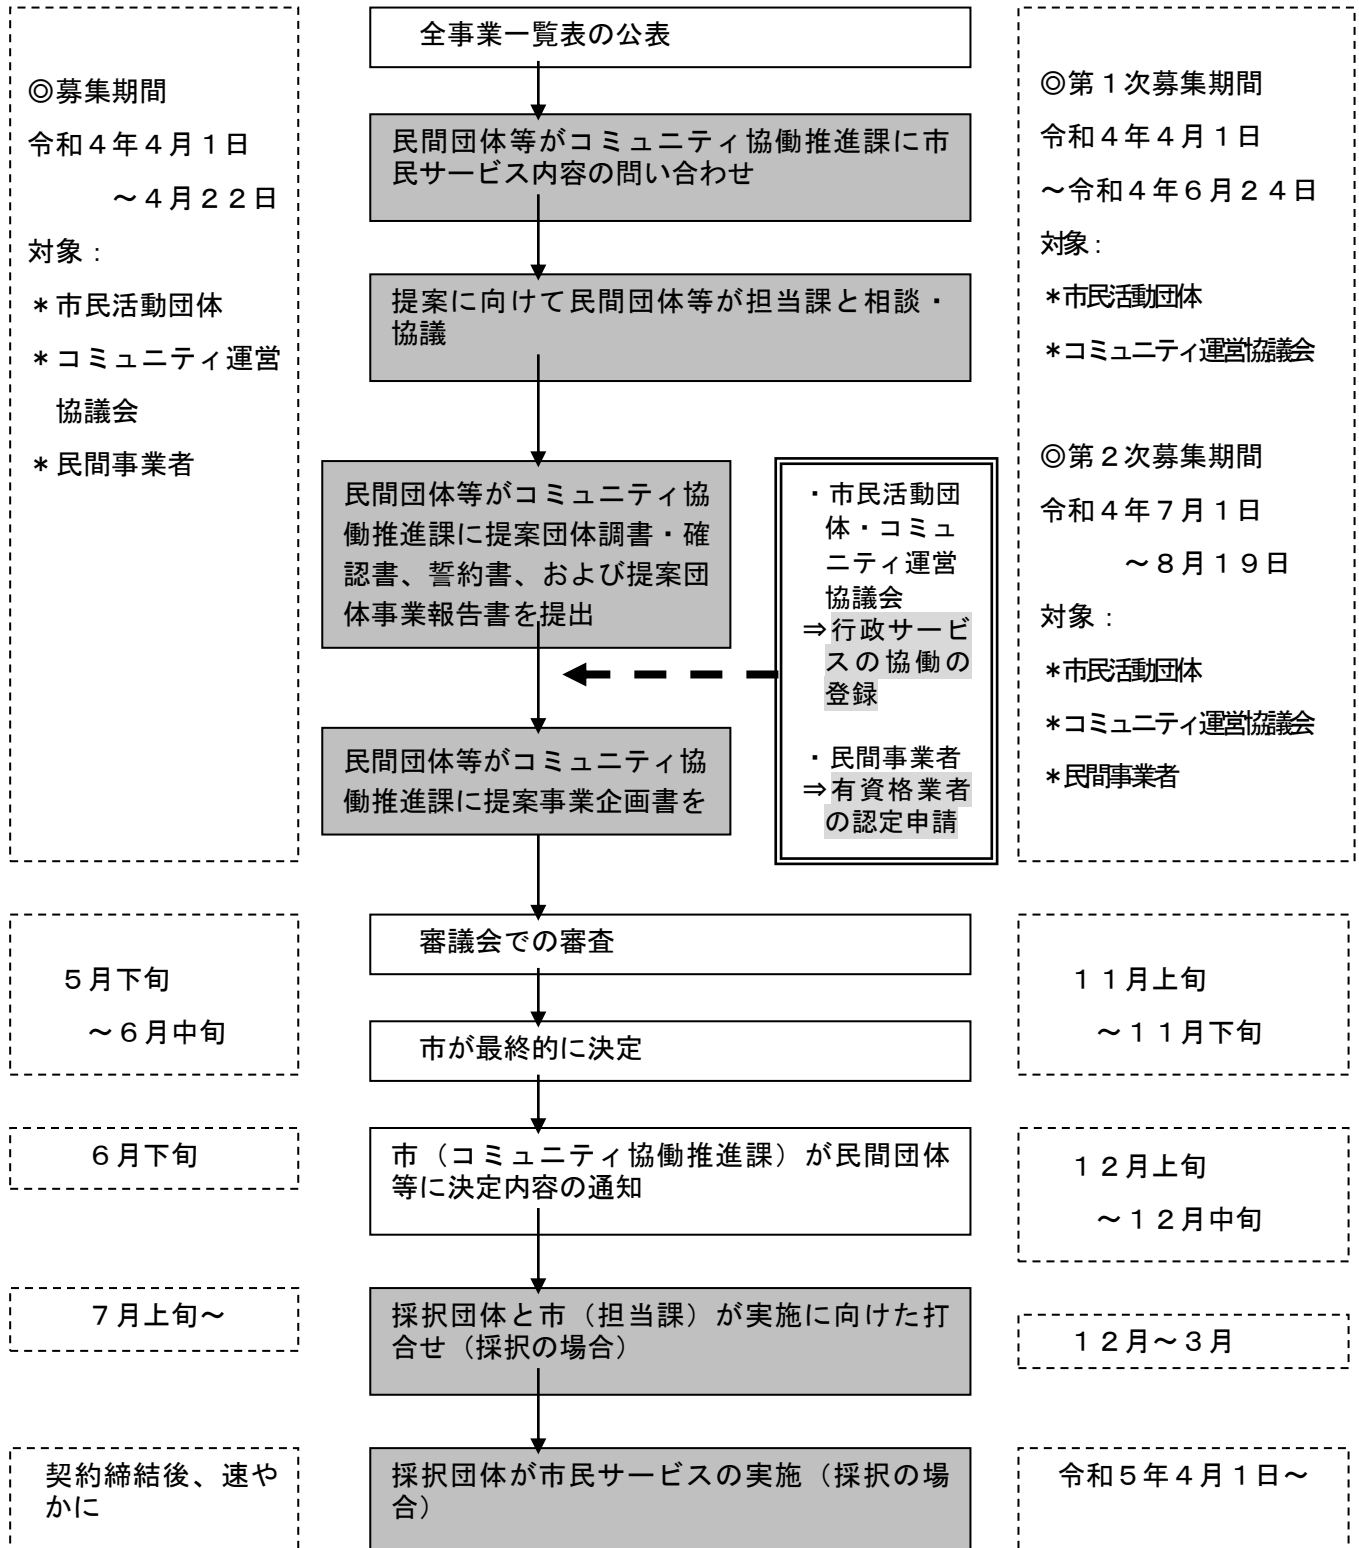 全事業一覧表の公表
◎募集期間
令和４年４月１日
～４月２２日
対象：
＊市民活動団体
＊コミュニティ運営
協議会
＊民間事業者
民間団体等がコミュニティ協働推進課に市
民サービス内容の問い合わせ
提案に向けて民間団体等が担当課と相談・
協議
民間団体等がコミュニティ協
働推進課に提案団体調書・確
認書、誓約書、および提案団
体事業報告書を提出
・市民活動団
体・コミュ
ニティ運営
協議会
⇒行政サービ
スの協働の
登録
・民間事業者
⇒有資格業者
の認定申請
民間団体等がコミュニティ協
働推進課に提案事業企画書を
◎第１次募集期間
令和４年４月１日
～令和４年６月２４日
対象：
＊市民活動団体
＊コミュニティ運営協議会
◎第２次募集期間
令和４年７月１日
～８月１９日
対象：
＊市民活動団体
＊コミュニティ運営協議会
＊民間事業者
５月下旬
～６月中旬
審議会での審査
市が最終的に決定
１１月上旬
～１１月下旬
６月下旬
市（コミュニティ協働推進課）が民間団体
等に決定内容の通知
１２月上旬
～１２月中旬
７月上旬～
採択団体と市（担当課）が実施に向けた打
合せ（採択の場合）
１２月～３月
契約締結後、速や
かに
採択団体が市民サービスの実施（採択の場
合）
令和５年４月１日～